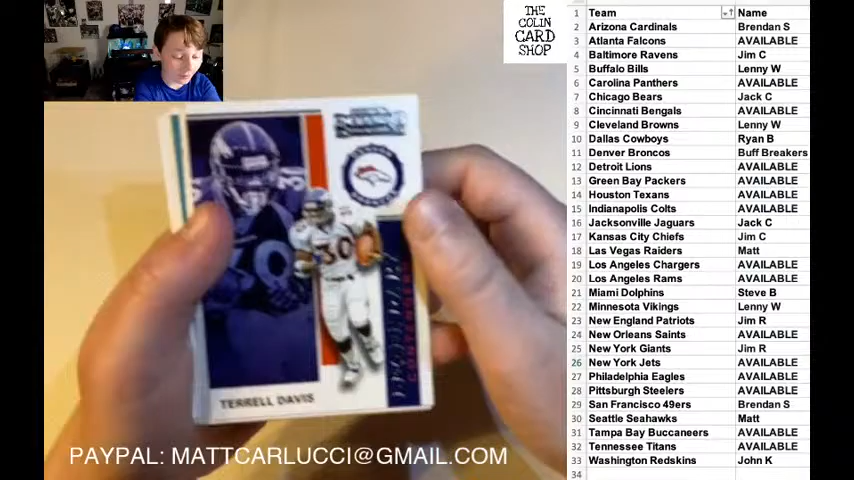 THE
COLIN
CARD
SHOP
TERRELL DAVIS
PAYPAL: MATTCARLUCCI@GMAIL.COM
1 Team Name
2 Arizona Cardinals Brendan S
3 Atlanta Falcons AVAILABLE
4 Baltimore Ravens Jim C
5 Buffalo Bills Lenny W
6 Carolina Panthers AVAILABLE
7 Chicago Bears Jack C
8 Cincinnati Bengals AVAILABLE
9 Cleveland Browns Lenny W
10 Dallas Cowboys Ryan B
11 Denver Broncos Buff Breakers
12 Detroit Lions AVAILABLE
13 Green Bay Packers AVAILABLE
14 Houston Texans AVAILABLE
15 Indianapolis Colts AVAILABLE
16 Jacksonville Jaguars Jack C
17 Kansas City Chiefs Jim C
18 Las Vegas Raiders Matt
19 Los Angeles Chargers AVAILABLE
20 Los Angeles Rams AVAILABLE
21 Miami Dolphins Steve B
22 Minnesota Vikings Lenny W
23 New England Patriots Jim R
24 New Orleans Saints AVAILABLE
25 New York Giants Jim R
26 New York Jets AVAILABLE
27 Philadelphia Eagles AVAILABLE
28 Pittsburgh Steelers AVAILABLE
29 San Francisco 49ers Brendan S
30 Seattle Seahawks Matt
31 Tampa Bay Buccaneers AVAILABLE
32 Tennessee Titans AVAILABLE
33 Washington Redskins John K
34